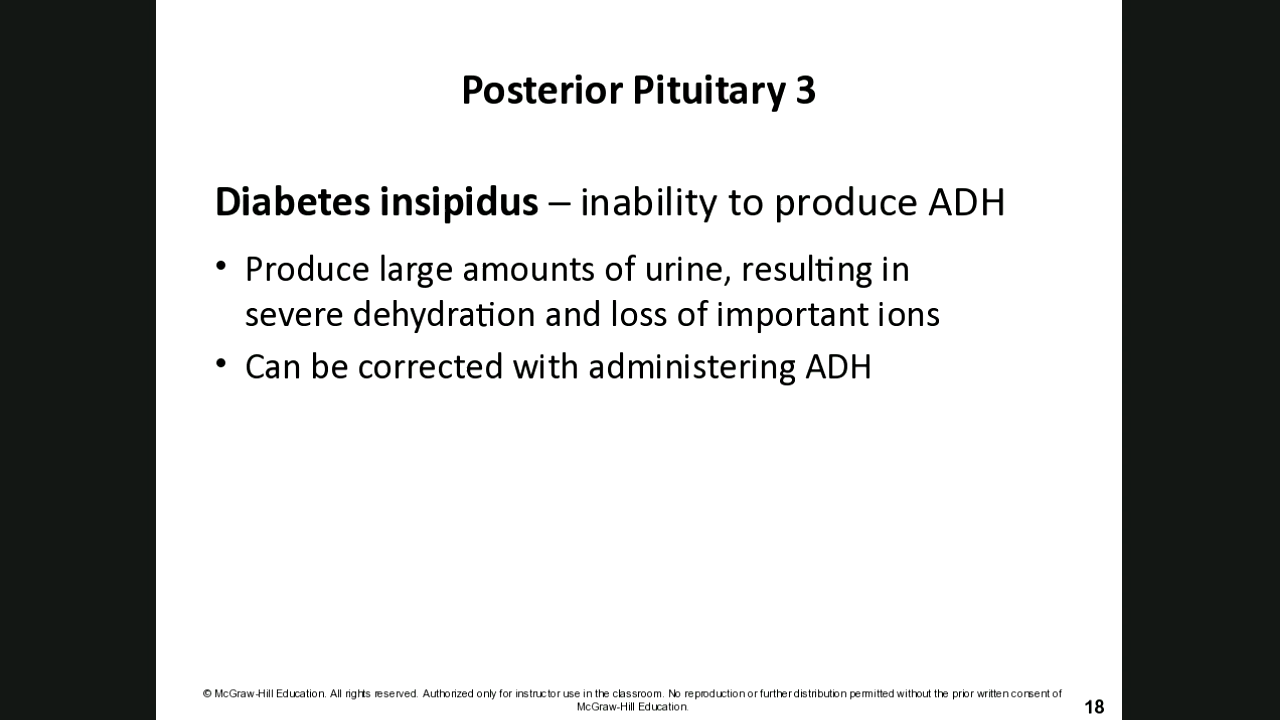 Posterior Pituitary 3
Diabetes insipidus – inability to produce ADH
• Produce large amounts of urine, resulting in
severe dehydration and loss of important ions
• Can be corrected with administering ADH
© McGraw-Hill Education. All rights reserved. Authorized only for instructor use in the classroom. No reproduction or further distribution permitted without the prior written consent of
McGraw-Hill Education.
18